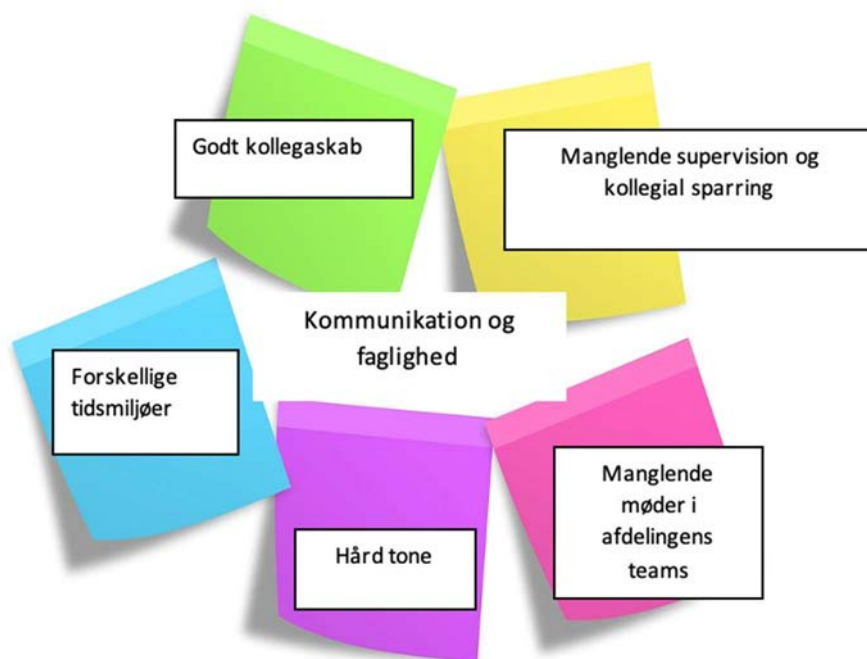 Godt kollegaskab
Manglende supervision og
kollegial sparring
Kommunikation og
faglighed
Forskellige
tidsmiljøer
Hård tone
Manglende
møder i
afdelingens
teams